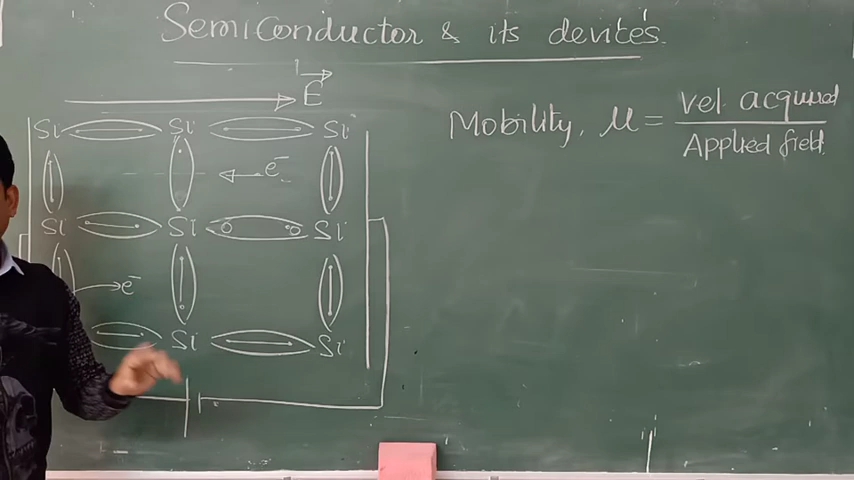 Semiconductor & its devices.
E
Si Si Si
e⁻
Si Si Si
e⁻
Si Si
Mobility, μ = vel. acquired
Applied field.